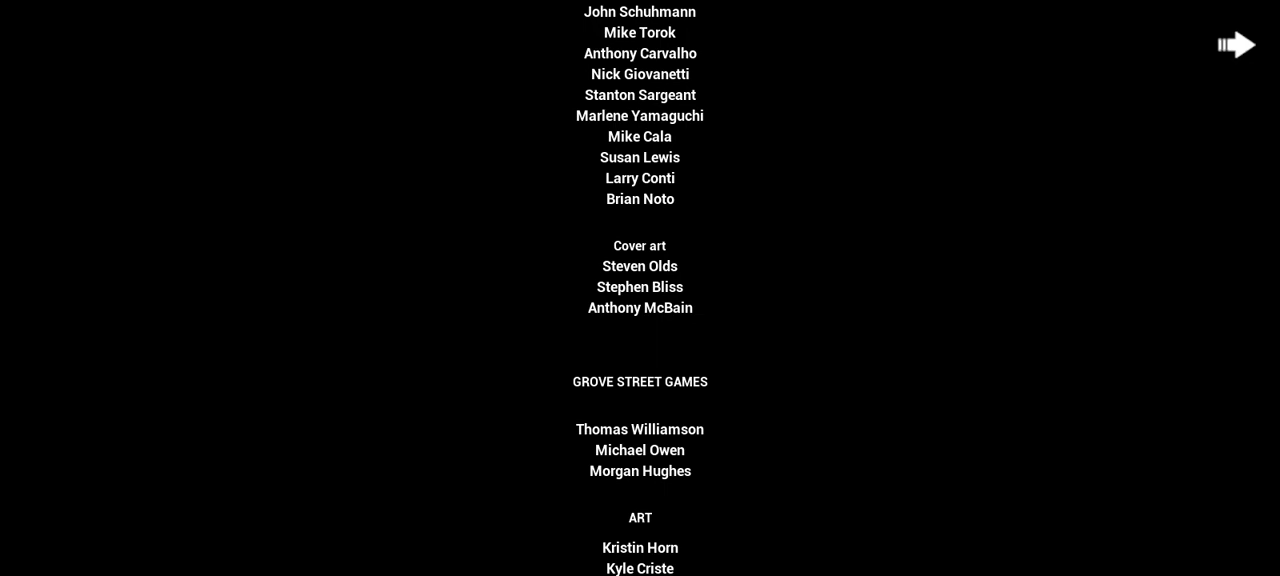 John Schuhmann
Mike Torok
Anthony Carvalho
Nick Giovanetti
Stanton Sargeant
Marlene Yamaguchi
Mike Cala
Susan Lewis
Larry Conti
Brian Noto
Cover art
Steven Olds
Stephen Bliss
Anthony McBain
GROVE STREET GAMES
Thomas Williamson
Michael Owen
Morgan Hughes
ART
Kristin Horn
Kyle Criste